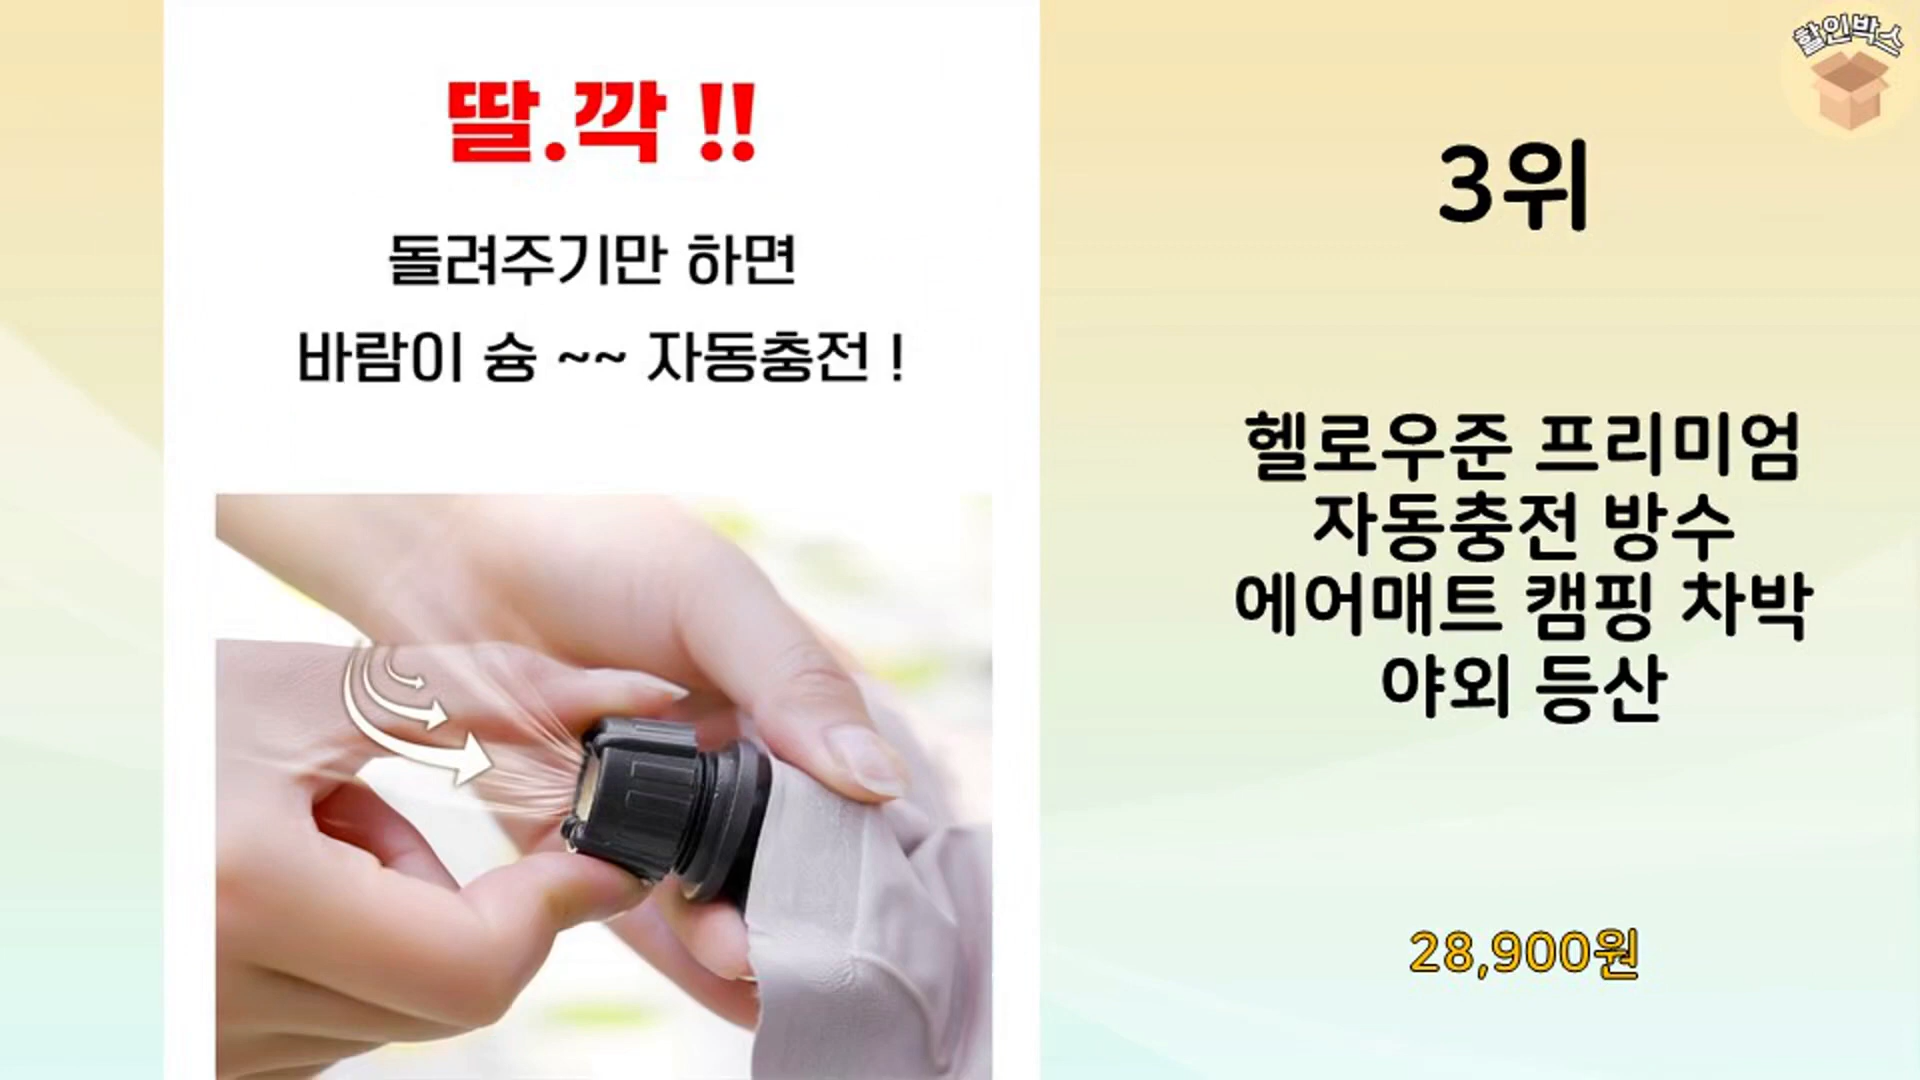 딸.깍 !!
돌려주기만 하면
바람이 슝 ~~ 자동충전 !
할인박스
3위
헬로우준 프리미엄
자동충전 방수
에어매트 캠핑 차박
야외 등산
28,900원